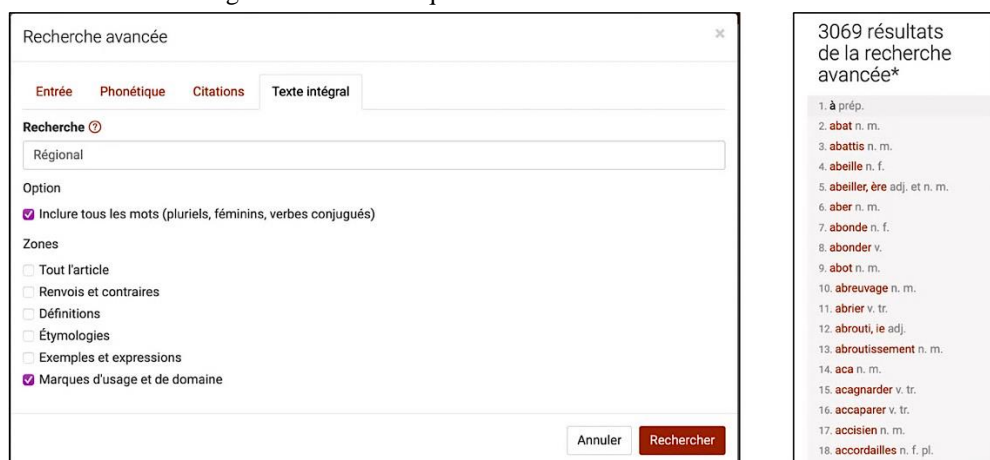 Recherche avancée ×
Entrée Phonétique Citations Texte intégral
Recherche ?
Régional
Option
Inclure tous les mots (pluriels, féminins, verbes conjugués)
Zones
Tout l'article
Renvois et contraires
Définitions
Étymologies
Exemples et expressions
Marques d'usage et de domaine
Annuler Rechercher
3069 résultats
de la recherche
avancée*
1. à prép.
2. abat n. m.
3. abattis n. m.
4. abeille n. f.
5. abeiller, ère adj. et n. m.
6. aber n. m.
7. abonde n. f.
8. abonder v.
9. abot n. m.
10. abreuvage n. m.
11. abrier v. tr.
12. abrouti, ie adj.
13. abroutissement n. m.
14. aca n. m.
15. acagnarder v. tr.
16. accaparer v. tr.
17. accisien n. m.
18. accordailles n. f. pl.